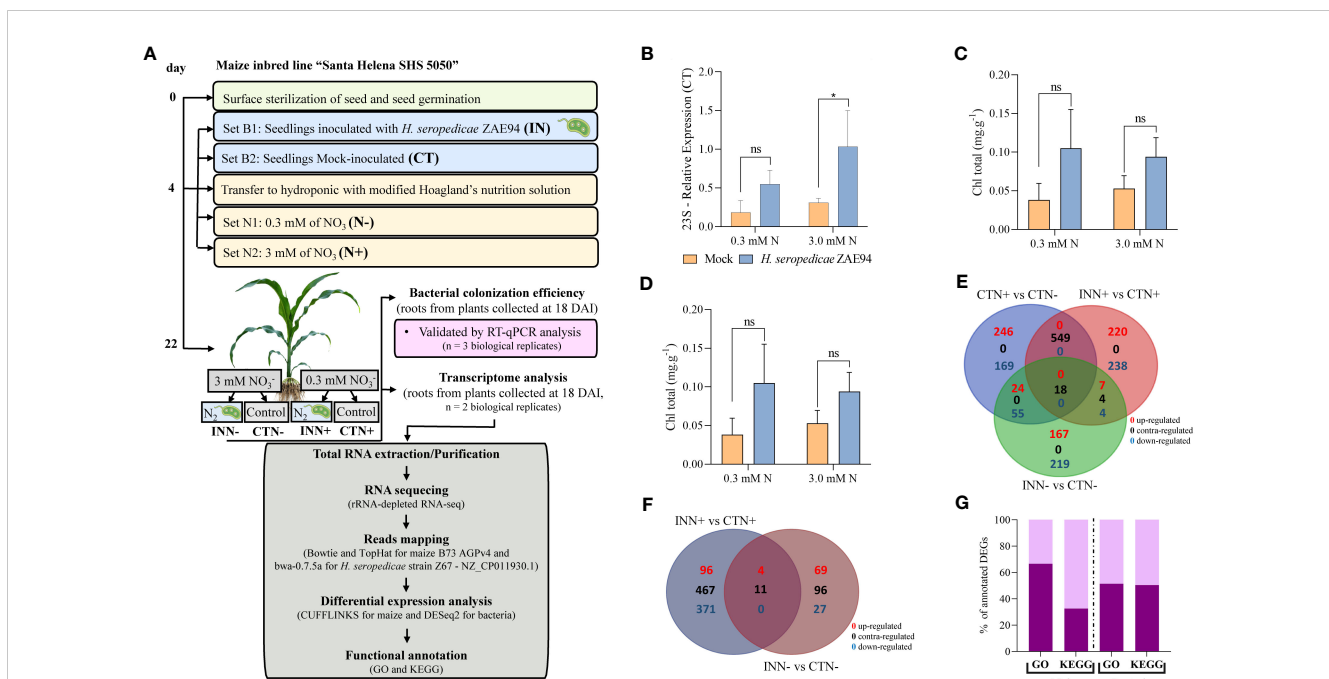 A
day
Maize inbred line “Santa Helena SHS 5050”
0
Surface sterilization of seed and seed germination
Set B1: Seedlings inoculated with H. seropedicae ZAE94 (IN)
Set B2: Seedlings Mock-inoculated (CT)
4
Transfer to hydroponic with modified Hoagland’s nutrition solution
Set N1: 0.3 mM of NO3 (N-)
Set N2: 3 mM of NO3 (N+)
22
Bacterial colonization efficiency
(roots from plants collected at 18 DAI)
• Validated by RT-qPCR analysis
(n = 3 biological replicates)
3 mM NO3-
0.3 mM NO3-
N2
Control
N2
Control
INN-
CTN-
INN+
CTN+
Transcriptome analysis
(roots from plants collected at 18 DAI,
n = 2 biological replicates)
Total RNA extraction/Purification
RNA sequecing
(rRNA-depleted RNA-seq)
Reads mapping
(Bowtie and TopHat for maize B73 AGPv4 and
bwa-0.7.5a for H. seropedicae strain Z67 - NZ_CP011930.1)
Differential expression analysis
(CUFFLINKS for maize and DESeq2 for bacteria)
Functional annotation
(GO and KEGG)
B
23S - Relative Expression (CT)
2.0
1.5
1.0
0.5
0.0
ns
*
0.3 mM N
3.0 mM N
Mock
H. seropedicae ZAE94
C
Chl total (mg.g-1)
0.20
0.15
0.10
0.05
0.00
ns
ns
0.3 mM N
3.0 mM N
D
Chl total (mg.g-1)
0.20
0.15
0.10
0.05
0.00
ns
ns
0.3 mM N
3.0 mM N
E
CTN+ vs CTN-
INN+ vs CTN+
246
0
169
0
549
0
220
0
238
0
18
0
24
0
55
7
4
4
167
0
219
INN- vs CTN-
0 up-regulated
0 contra-regulated
0 down-regulated
F
INN+ vs CTN+
96
467
371
4
11
0
69
96
27
INN- vs CTN-
0 up-regulated
0 contra-regulated
0 down-regulated
G
% of annotated DEGs
100
80
60
40
20
0
GO
KEGG
GO
KEGG